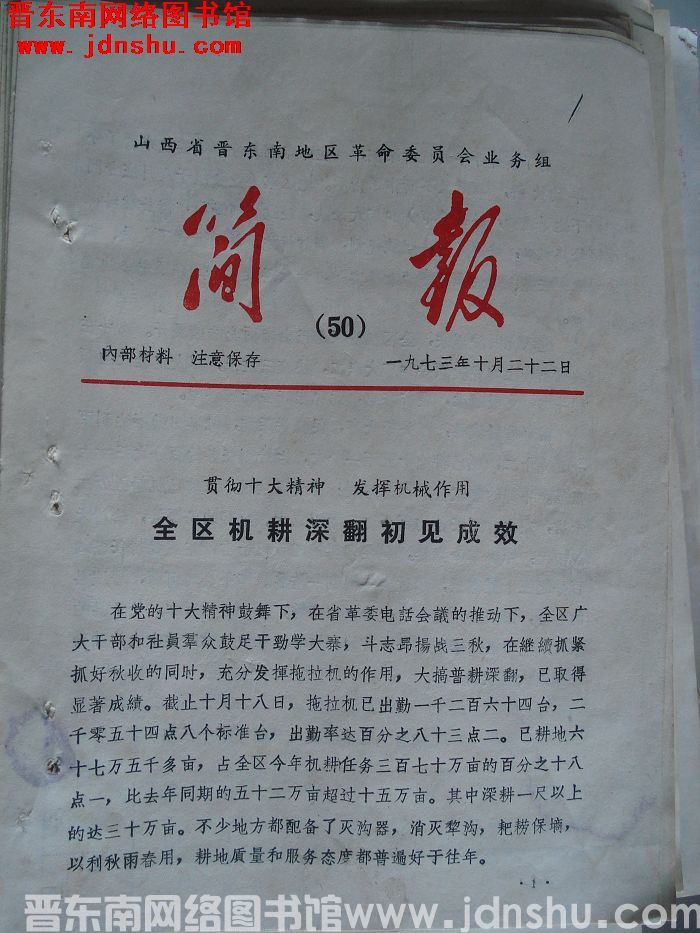 晋东南网络图书馆
www.jdnshu.com
山西省晋东南地区革命委员会业务组
简报
(50)
内部材料 注意保存 一九七三年十月二十二日
贯彻十大精神 发挥机械作用
全区机耕深翻初见成效
在党的十大精神鼓舞下，在省革委电話会議的推动下，全区广
大干部和社員羣众鼓足干勁学大寨，斗志昂揚战三秋，在継續抓紧
抓好秋收的同时，充分发揮拖拉机的作用，大搞普耕深翻，已取得
显著成績。截止十月十八日，拖拉机已出勤一千二百六十四台，二
千零五十四点八个标准台，出勤率达百分之八十三点二。已耕地六
十七万五千多亩，占全区今年机耕任务三百七十万亩的百分之十八
点一，比去年同期的五十二万亩超过十五万亩。其中深耕一尺以上
的达三十万亩。不少地方都配备了灭沟器，消灭犂沟，耙耢保墒，
以利秋雨春用，耕地质量和服务态度都普遍好于往年。
·1·
晋东南网络图书馆www.jdnshu.com